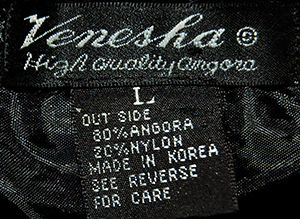 Venesha ©
High Quality Angora
L
OUT SIDE
80% ANGORA
20% NYLON
MADE IN KOREA
SEE REVERSE
FOR CARE